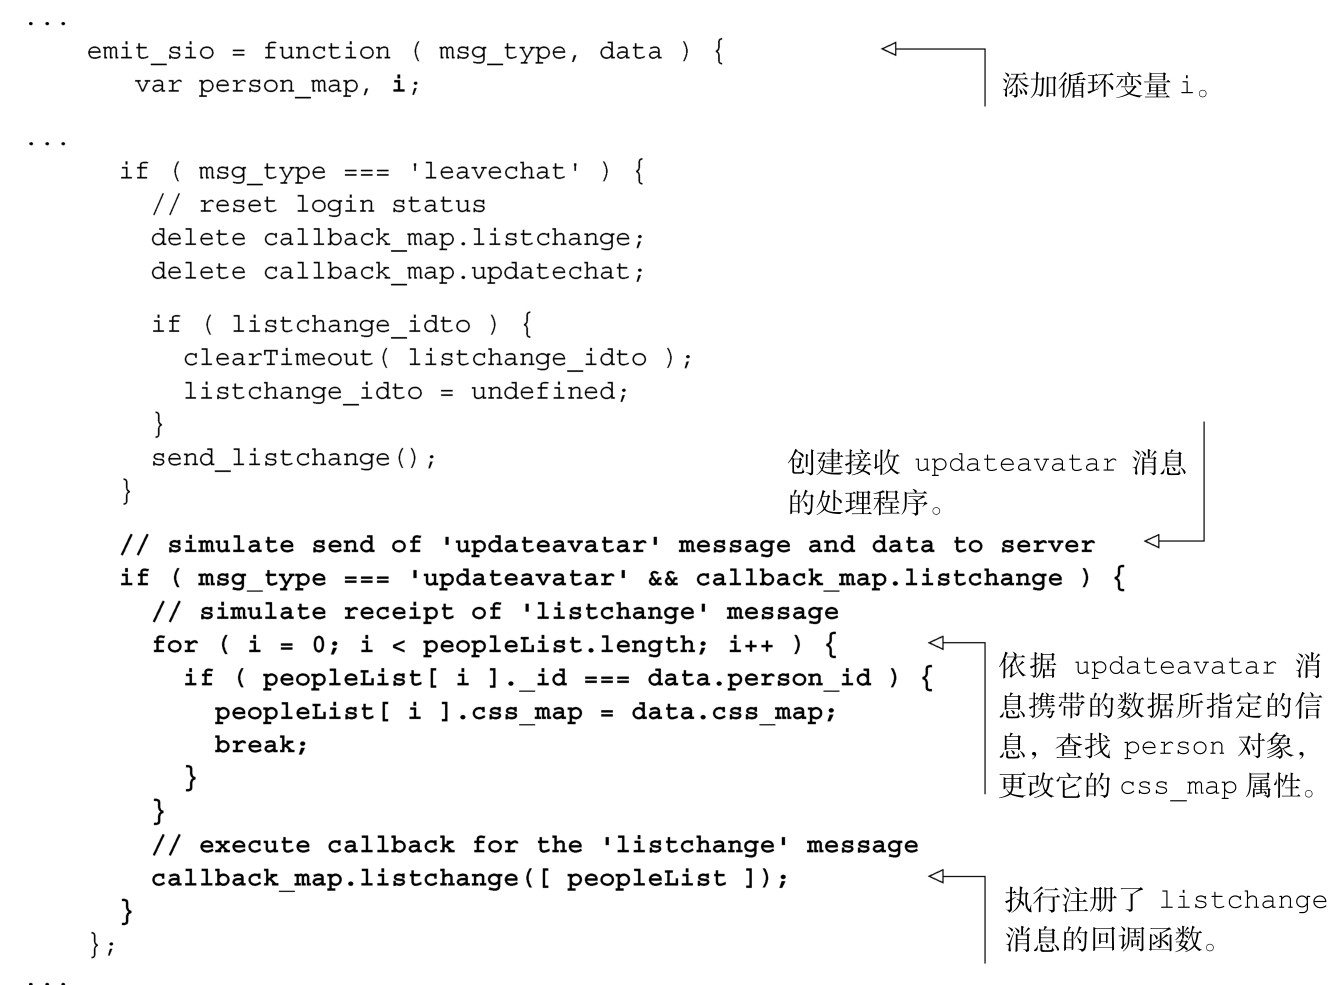 ...
    emit_sio = function ( msg_type, data ) {
       var person_map, i;
添加循环变量 i。
...
      if ( msg_type === 'leavechat' ) {
        // reset login status
        delete callback_map.listchange;
        delete callback_map.updatechat;
        if ( listchange_idto ) {
          clearTimeout( listchange_idto );
          listchange_idto = undefined;
        }
        send_listchange();
      }
创建接收 updateavatar 消息
的处理程序。
      // simulate send of 'updateavatar' message and data to server
      if ( msg_type === 'updateavatar' && callback_map.listchange ) {
        // simulate receipt of 'listchange' message
        for ( i = 0; i < peopleList.length; i++ ) {
          if ( peopleList[ i ]._id === data.person_id ) {
            peopleList[ i ].css_map = data.css_map;
            break;
          }
        }
依据 updateavatar 消
息携带的数据所指定的信
息，查找 person 对象，
更改它的 css_map 属性。
        // execute callback for the 'listchange' message
        callback_map.listchange([ peopleList ]);
      }
    };
执行注册了 listchange
消息的回调函数。
...